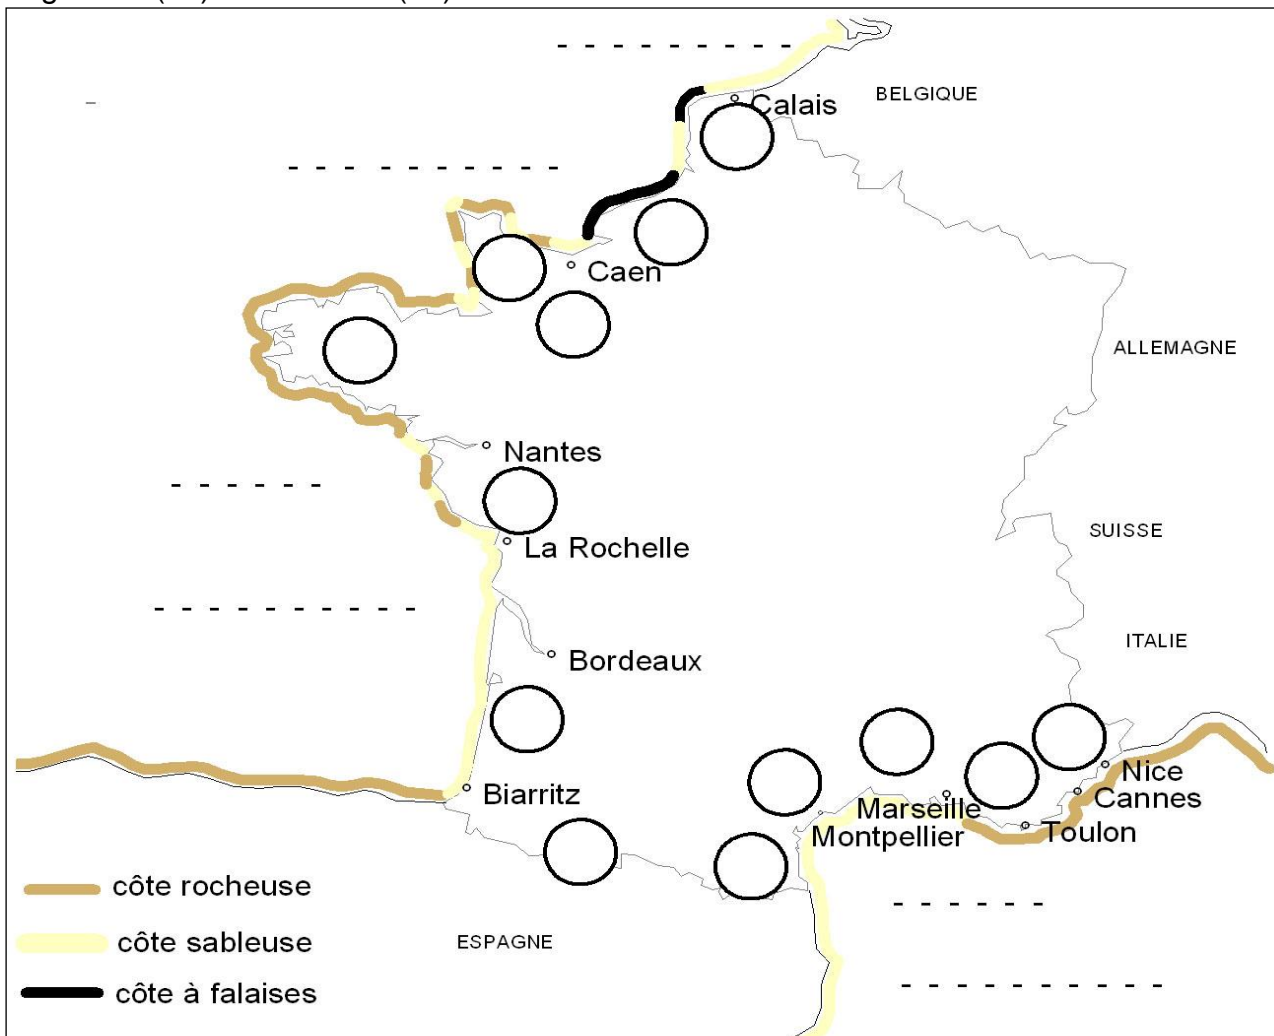 BELGIQUE
Calais
Caen
ALLEMAGNE
Nantes
SUISSE
La Rochelle
ITALIE
Bordeaux
Nice
Biarritz
Cannes
Marseille
Toulon
Montpellier
côte rocheuse
côte sableuse
ESPAGNE
côte à falaises